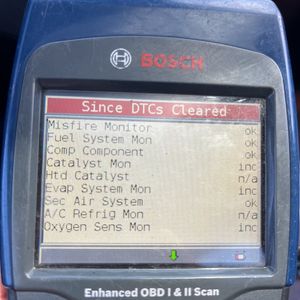 BOSCH
Since DTCs Cleared
Misfire Monitor ok
Fuel System Mon ok
Comp Component ok
Catalyst Mon inc
Htd Catalyst n/a
Evap System Mon inc
Sec Air System ok
A/C Refrig Mon n/a
Oxygen Sens Mon inc
Enhanced OBD I & II Scan